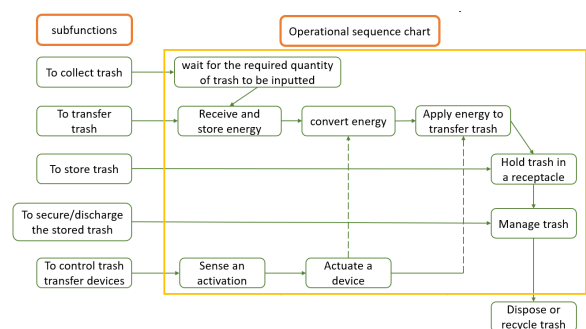 subfunctions
Operational sequence chart
To collect trash
wait for the required quantity
of trash to be inputted
To transfer
trash
Receive and
store energy
convert energy
Apply energy to
transfer trash
To store trash
Hold trash in
a receptacle
To secure/discharge
the stored trash
Manage trash
To control trash
transfer devices
Sense an
activation
Actuate a
device
Dispose or
recycle trash